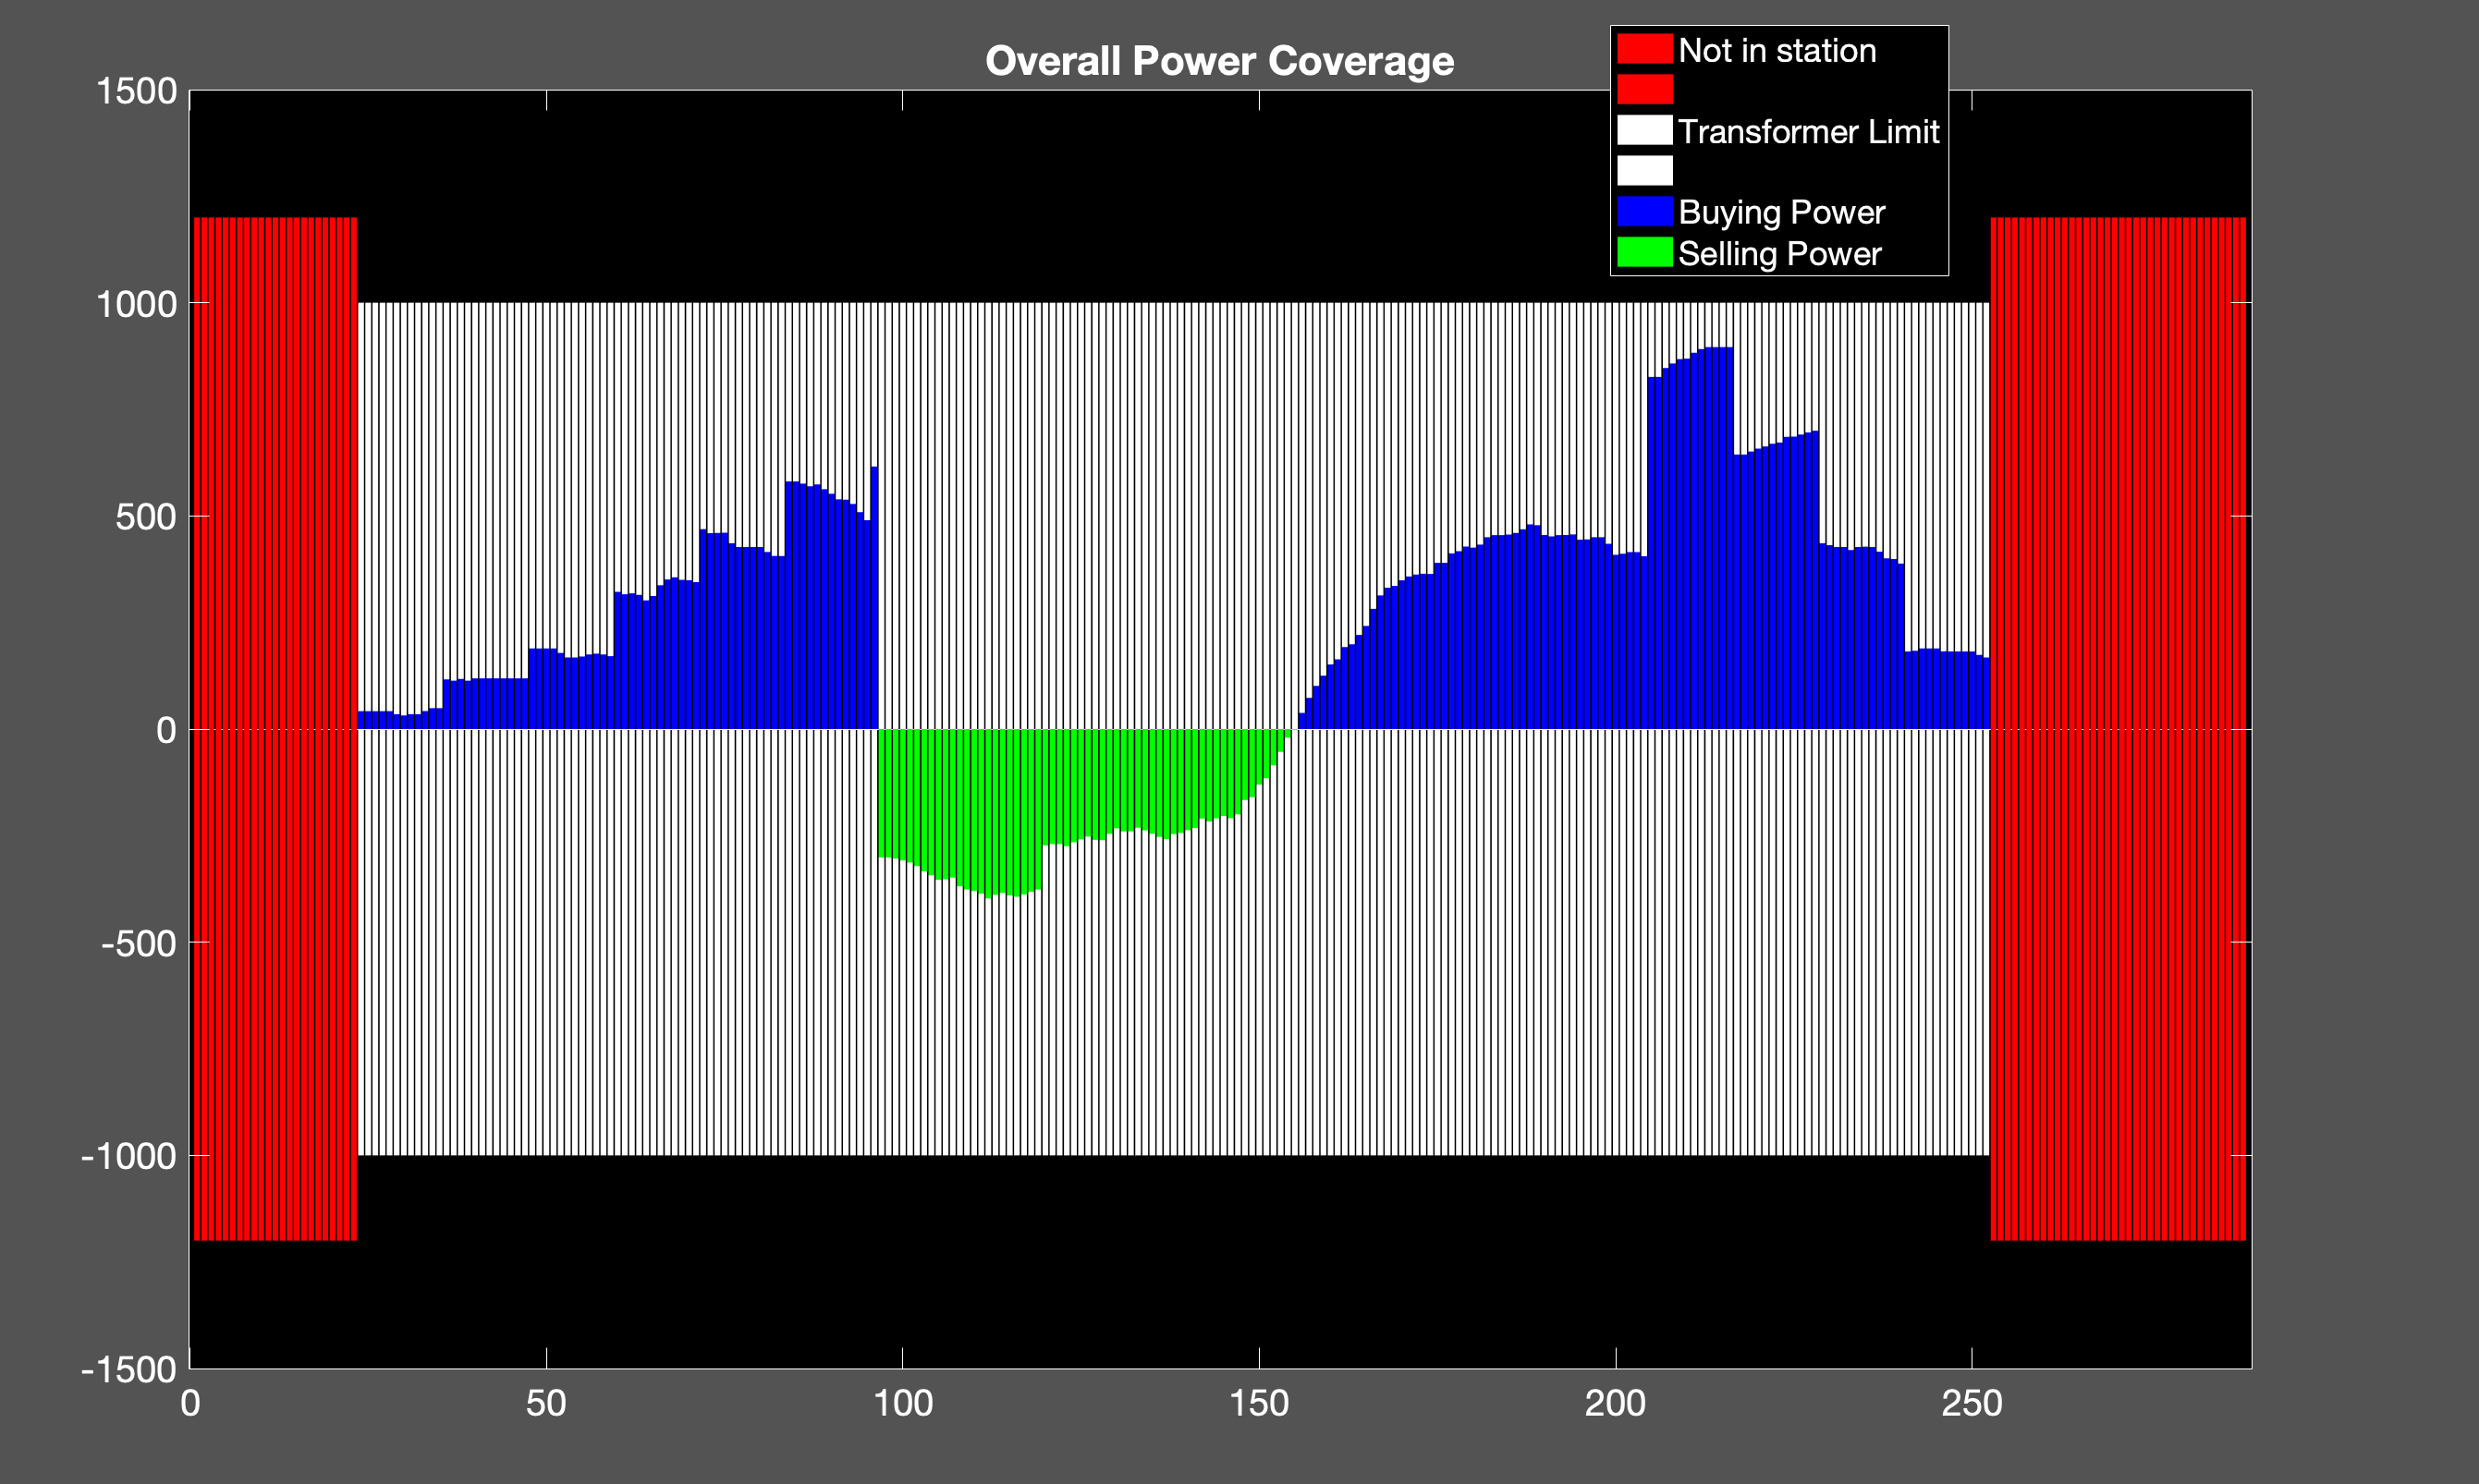 Overall Power Coverage
Not in station
Transformer Limit
Buying Power
Selling Power
1500
1000
500
0
-500
-1000
-1500
0 50 100 150 200 250